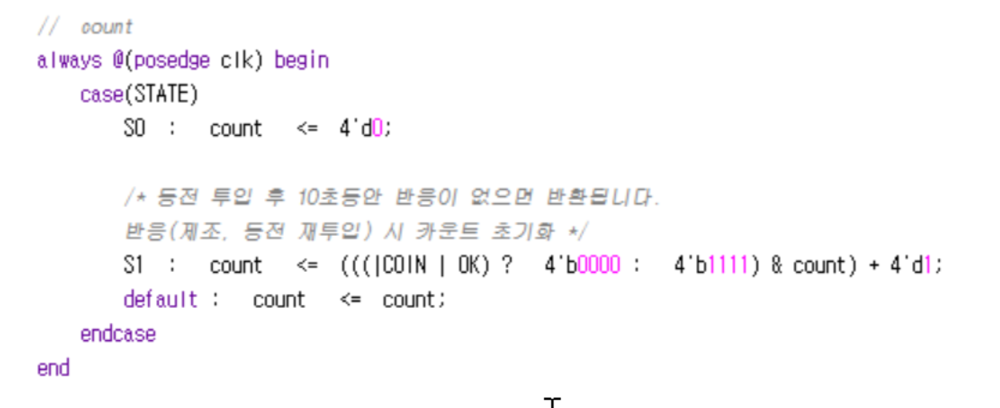 // count
always @(posedge clk) begin
case(STATE)
S0 : count <= 4'd0;
/* 동전 투입 후 10초동안 반응이 없으면 반환됩니다.
반응(제조, 동전 재투입) 시 카운트 초기화 */
S1 : count <= (((|COIN | OK) ? 4'b0000 : 4'b1111) & count) + 4'd1;
default : count <= count;
endcase
end